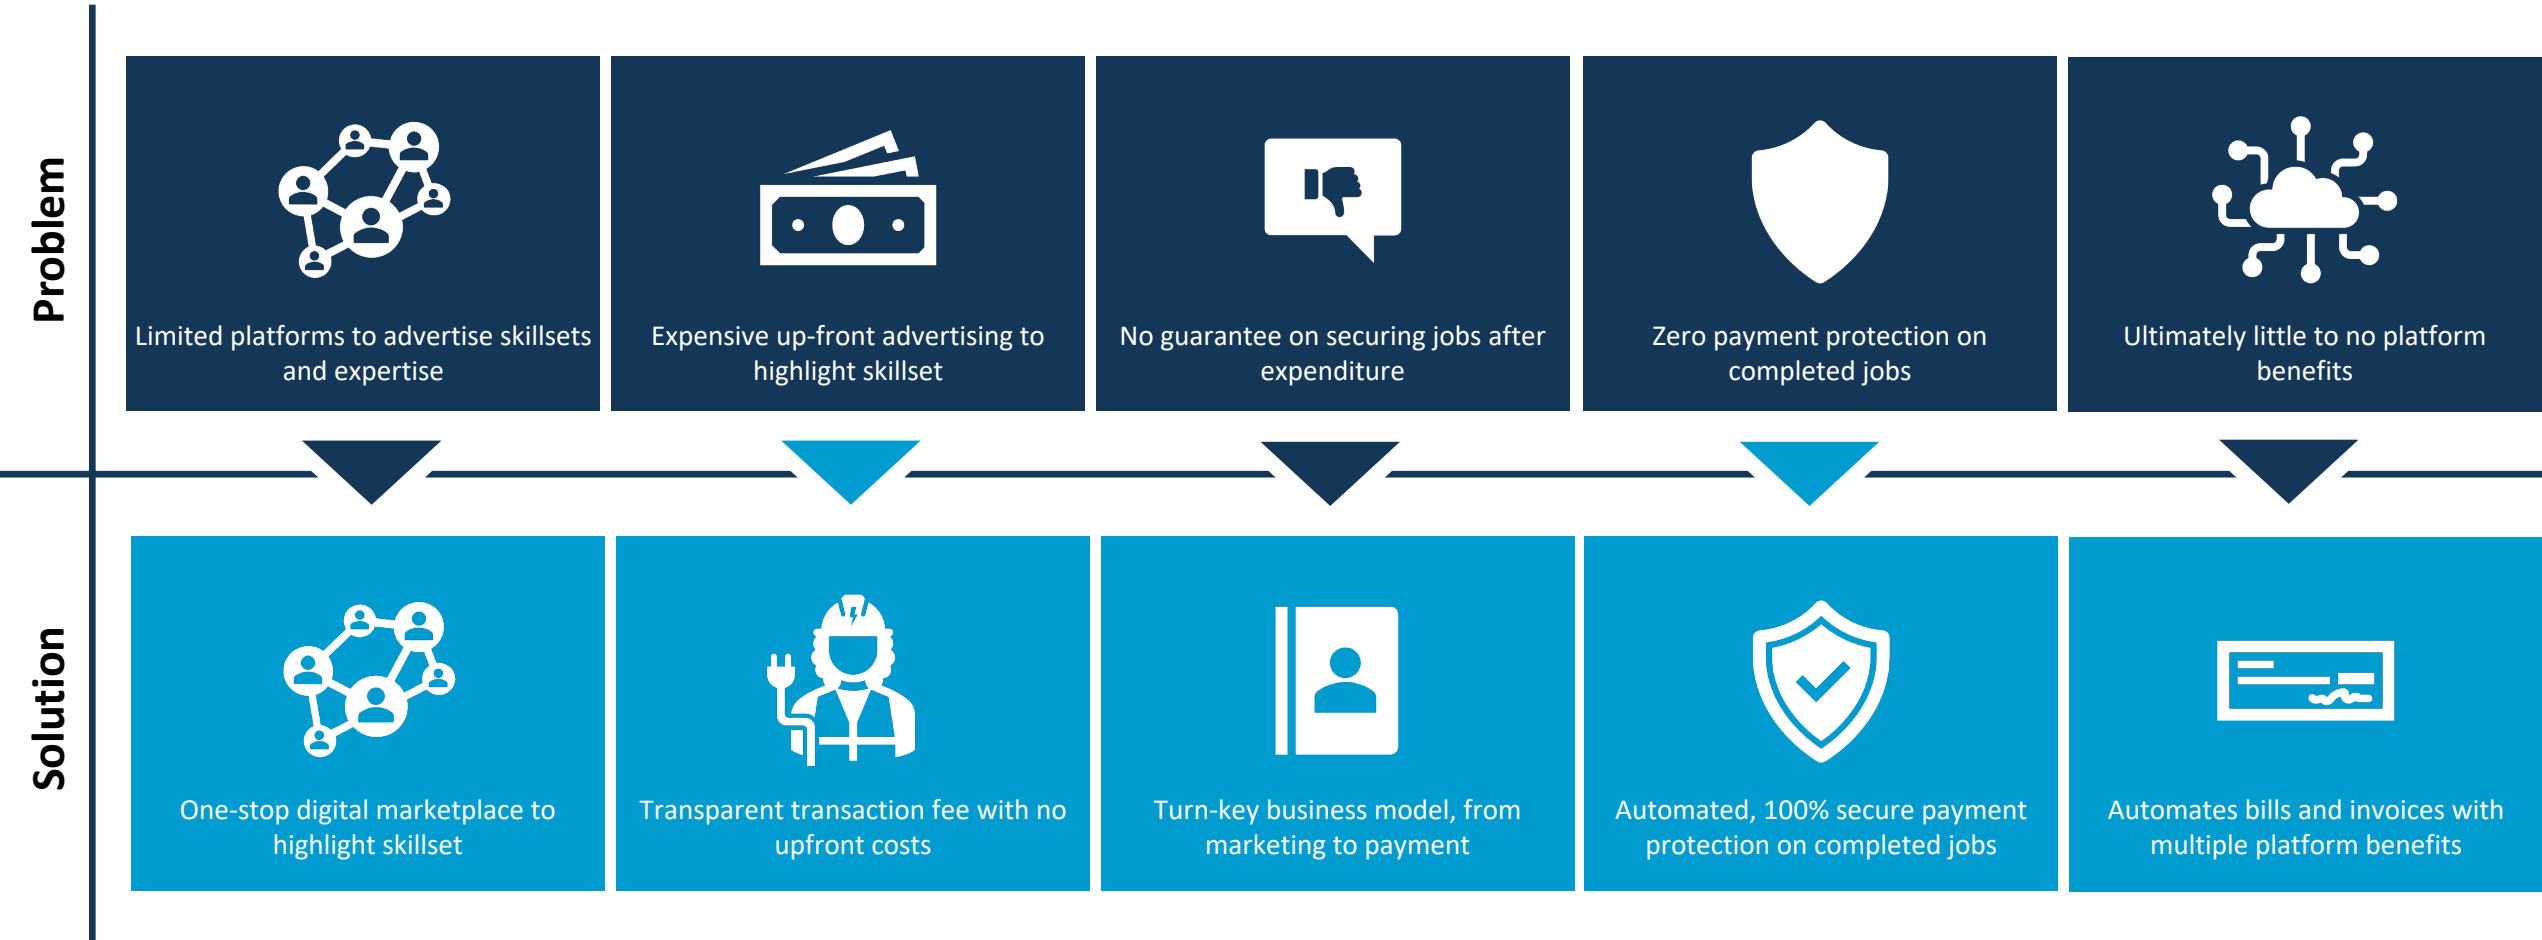 Problem
Limited platforms to advertise skillsets
and expertise
Expensive up-front advertising to
highlight skillset
No guarantee on securing jobs after
expenditure
Zero payment protection on
completed jobs
Ultimately little to no platform
benefits
Solution
One-stop digital marketplace to
highlight skillset
Transparent transaction fee with no
upfront costs
Turn-key business model, from
marketing to payment
Automated, 100% secure payment
protection on completed jobs
Automates bills and invoices with
multiple platform benefits